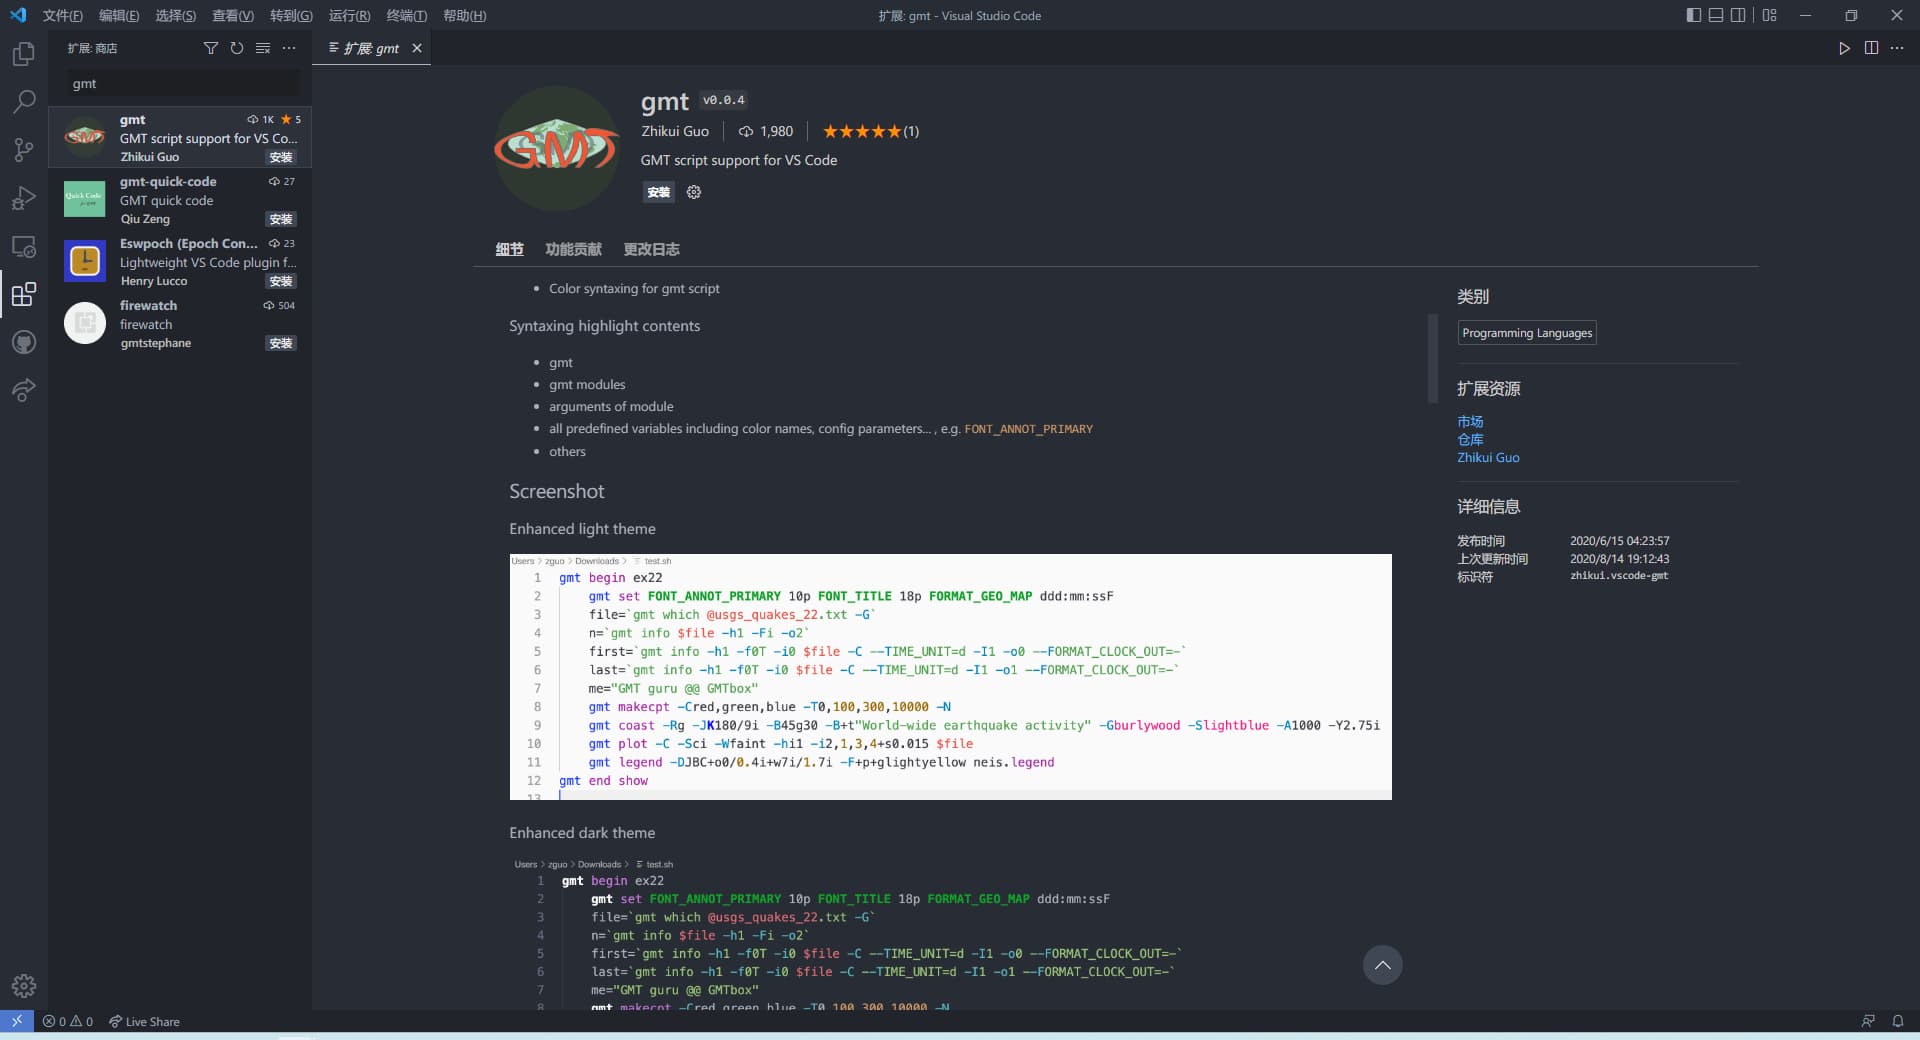 文件(F) 编辑(E) 选择(S) 查看(V) 转到(G) 运行(R) 终端(T) 帮助(H)
扩展: gmt - Visual Studio Code
扩展: 商店
gmt
gmt 1K 5
GMT script support for VS Co...
Zhikui Guo 安装
gmt-quick-code 27
Quick Code
GMT quick code
Qiu Zeng 安装
Eswpoch (Epoch Con... 23
Lightweight VS Code plugin f...
Henry Lucco 安装
firewatch 504
firewatch
gmtstephane 安装
扩展: gmt
GMT
gmt v0.0.4
Zhikui Guo 1,980 (1)
GMT script support for VS Code
安装
细节 功能贡献 更改日志
• Color syntaxing for gmt script
Syntaxing highlight contents
• gmt
• gmt modules
• arguments of module
• all predefined variables including color names, config parameters... , e.g. FONT_ANNOT_PRIMARY
• others
Screenshot
Enhanced light theme
Users > zguo > Downloads > test.sh
1 gmt begin ex22
2 gmt set FONT_ANNOT_PRIMARY 10p FONT_TITLE 18p FORMAT_GEO_MAP ddd:mm:ssF
3 file=`gmt which @usgs_quakes_22.txt -G`
4 n=`gmt info $file -h1 -Fi -o2`
5 first=`gmt info -h1 -f0T -i0 $file -C --TIME_UNIT=d -I1 -o0 --FORMAT_CLOCK_OUT=-`
6 last=`gmt info -h1 -f0T -i0 $file -C --TIME_UNIT=d -I1 -o1 --FORMAT_CLOCK_OUT=-`
7 me="GMT guru @@ GMTbox"
8 gmt makecpt -Cred,green,blue -T0,100,300,10000 -N
9 gmt coast -Rg -JK180/9i -B45g30 -B+t"World-wide earthquake activity" -Gburlywood -Slightblue -A1000 -Y2.75i
10 gmt plot -C -Sci -Wfaint -hi1 -i2,1,3,4+s0.015 $file
11 gmt legend -DJBC+o0/0.4i+w7i/1.7i -F+p+glightyellow neis.legend
12 gmt end show
13
Enhanced dark theme
Users > zguo > Downloads > test.sh
1 gmt begin ex22
2 gmt set FONT_ANNOT_PRIMARY 10p FONT_TITLE 18p FORMAT_GEO_MAP ddd:mm:ssF
3 file=`gmt which @usgs_quakes_22.txt -G`
4 n=`gmt info $file -h1 -Fi -o2`
5 first=`gmt info -h1 -f0T -i0 $file -C --TIME_UNIT=d -I1 -o0 --FORMAT_CLOCK_OUT=-`
6 last=`gmt info -h1 -f0T -i0 $file -C --TIME_UNIT=d -I1 -o1 --FORMAT_CLOCK_OUT=-`
7 me="GMT guru @@ GMTbox"
8 gmt makecpt -Cred,green,blue -T0,100,300,10000 -N
类别
Programming Languages
扩展资源
市场
仓库
Zhikui Guo
详细信息
发布时间 2020/6/15 04:23:57
上次更新时间 2020/8/14 19:12:43
标识符 zhikui.vscode-gmt
0 0 Live Share